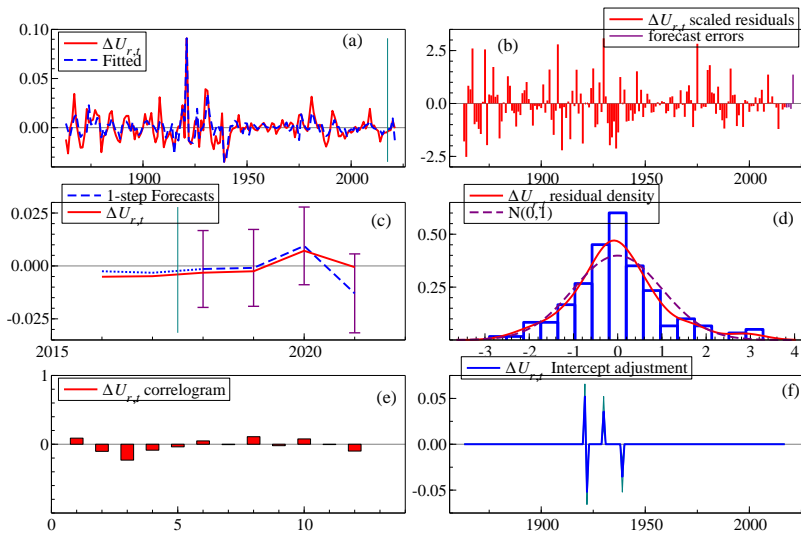 0.10
0.05
0.00
1900
1950
2000
ΔU_{r,t}
Fitted
(a)
2.5
0.0
-2.5
1900
1950
2000
ΔU_{r,t} scaled residuals
forecast errors
(b)
0.025
0.000
-0.025
2015
2020
1-step Forecasts
ΔU_{r,t}
(c)
0.50
0.25
-3 -2 -1 0 1 2 3 4
ΔU_{r,t} residual density
N(0,1)
(d)
1
0
0 5 10
ΔU_{r,t} correlogram
(e)
0.05
0.00
-0.05
1900 1950 2000
ΔU_{r,t} Intercept adjustment
(f)